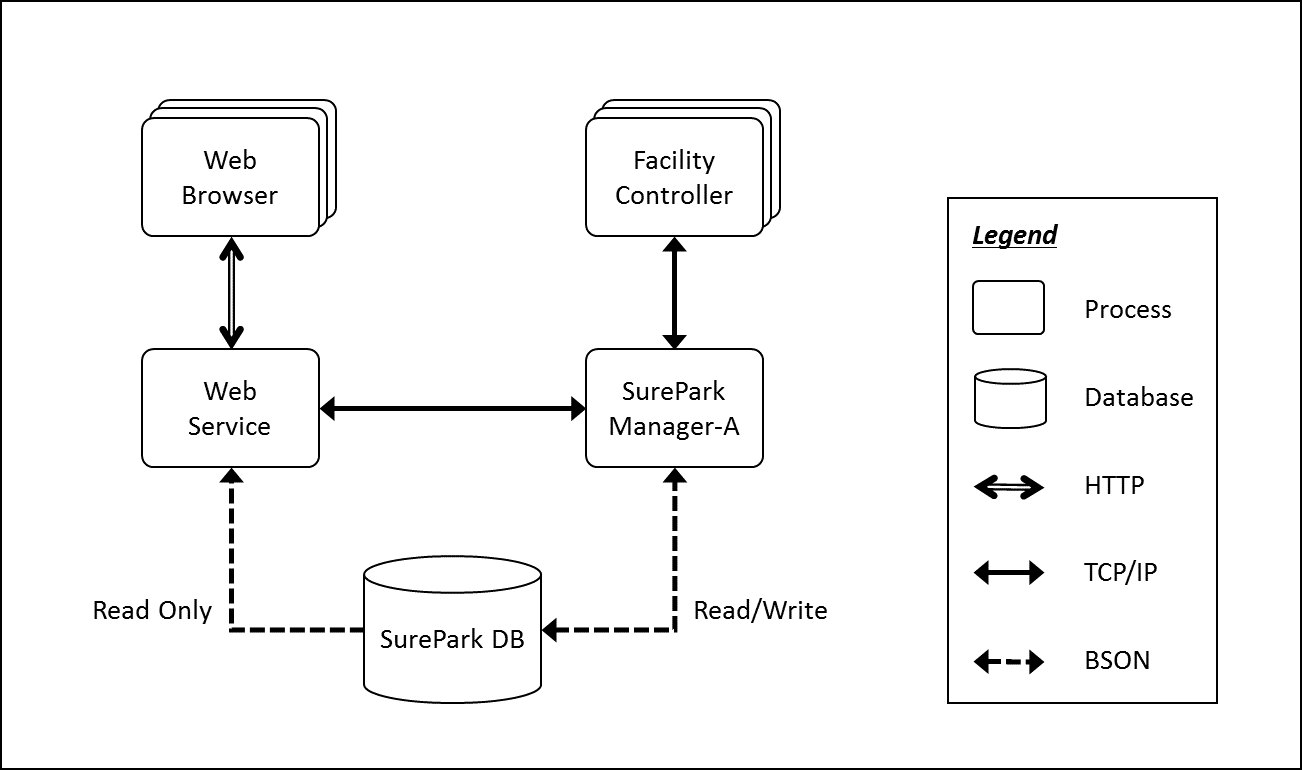 Web
Browser
Facility
Controller
Web
Service
SurePark
Manager-A
Read Only
SurePark DB
Read/Write
Legend
Process
Database
HTTP
TCP/IP
BSON